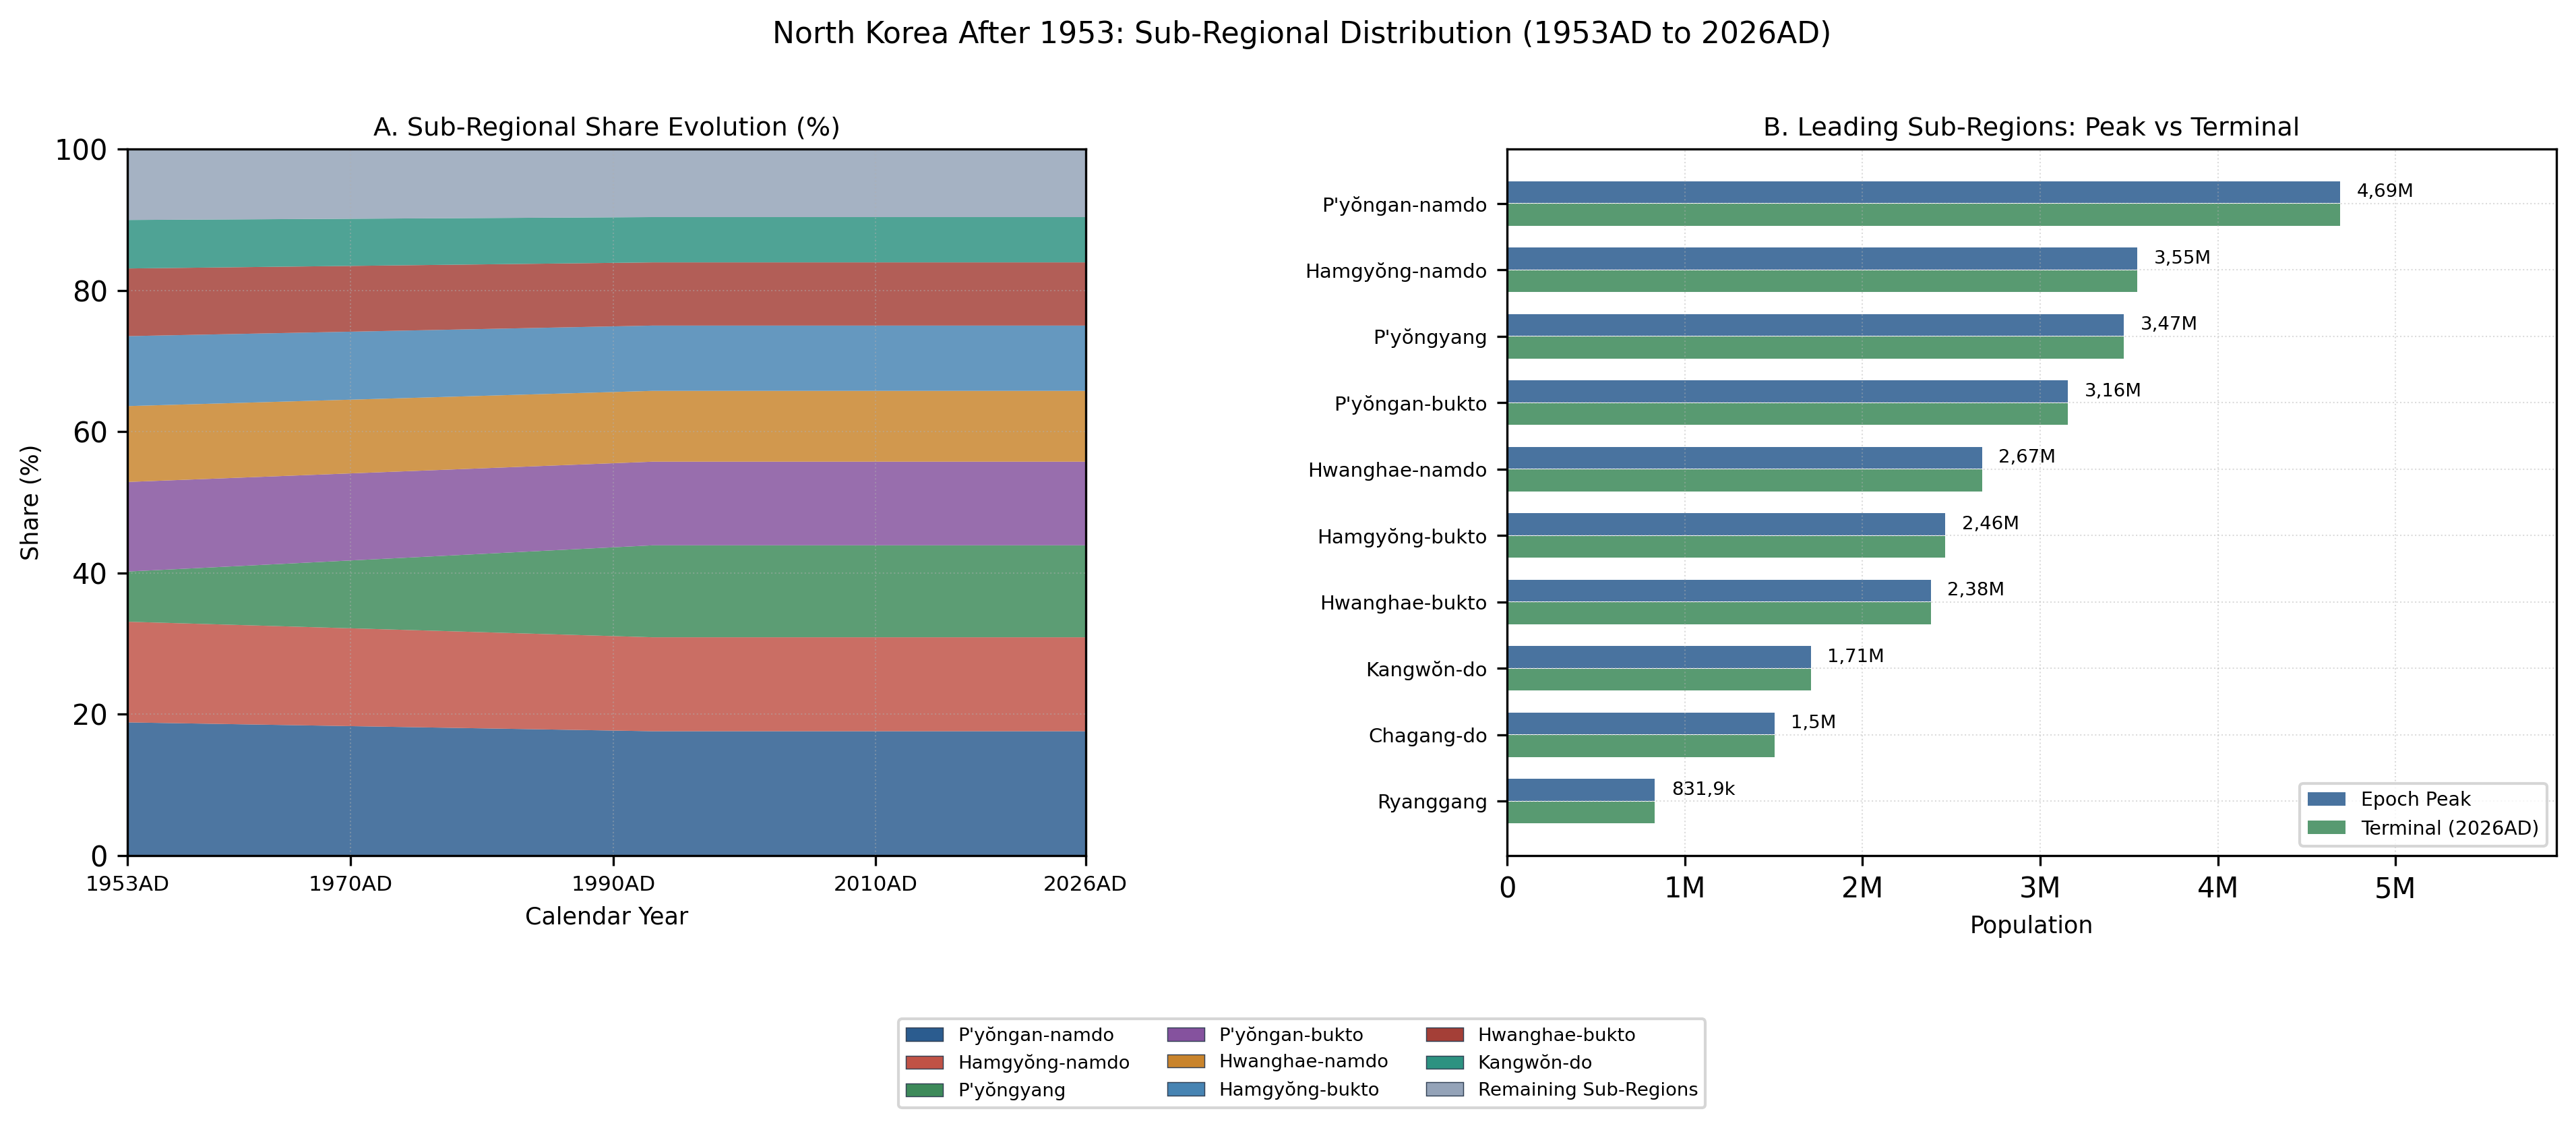 North Korea After 1953: Sub-Regional Distribution (1953AD to 2026AD)
A. Sub-Regional Share Evolution (%)
100
80
60
40
20
0
Share (%)
1953AD
1970AD
1990AD
2010AD
2026AD
Calendar Year
B. Leading Sub-Regions: Peak vs Terminal
P'yŏngan-namdo
4,69M
Hamgyŏng-namdo
3,55M
P'yŏngyang
3,47M
P'yŏngan-bukto
3,16M
Hwanghae-namdo
2,67M
Hamgyŏng-bukto
2,46M
Hwanghae-bukto
2,38M
Kangwŏn-do
1,71M
Chagang-do
1,5M
Ryanggang
831,9k
Epoch Peak
Terminal (2026AD)
0
1M
2M
3M
4M
5M
Population
P'yŏngan-namdo
Hamgyŏng-namdo
P'yŏngyang
P'yŏngan-bukto
Hwanghae-namdo
Hamgyŏng-bukto
Hwanghae-bukto
Kangwŏn-do
Remaining Sub-Regions